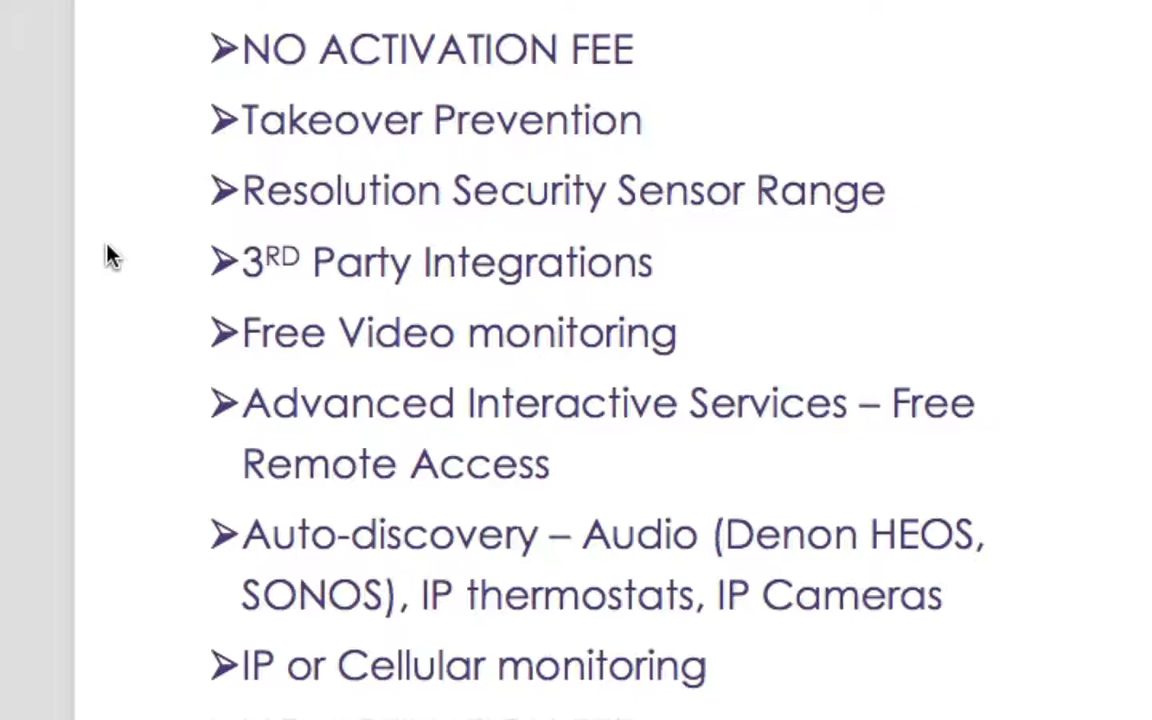 ➢NO ACTIVATION FEE
➢Takeover Prevention
➢Resolution Security Sensor Range
➢3RD Party Integrations
➢Free Video monitoring
➢Advanced Interactive Services – Free
Remote Access
➢Auto-discovery – Audio (Denon HEOS,
SONOS), IP thermostats, IP Cameras
➢IP or Cellular monitoring